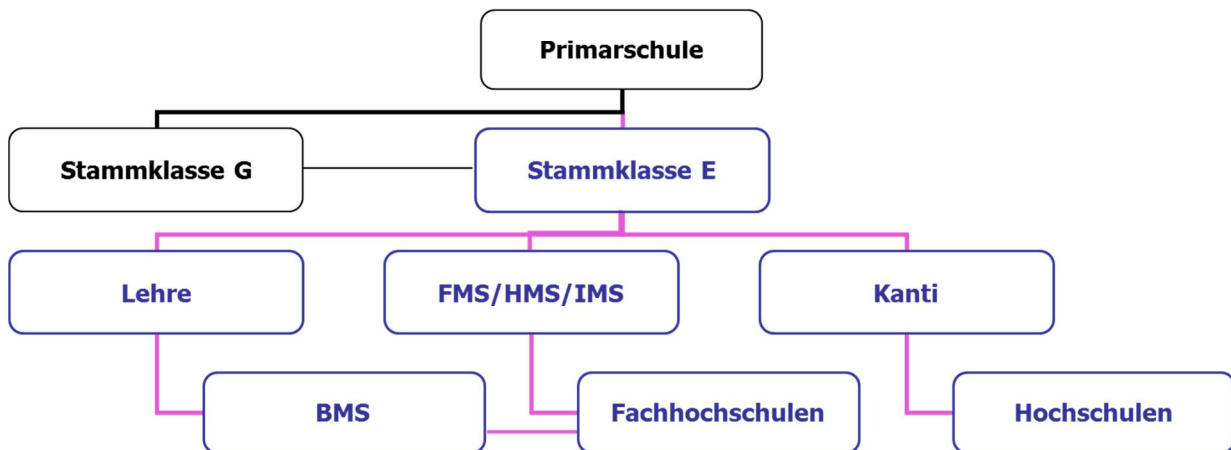 Primarschule
Stammklasse G
Stammklasse E
Lehre
FMS/HMS/IMS
Kanti
BMS
Fachhochschulen
Hochschulen